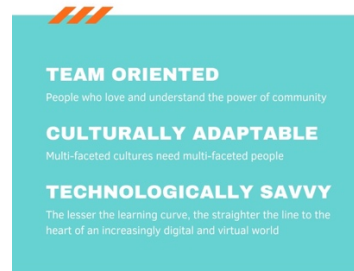 TEAM ORIENTED
People who love and understand the power of community
CULTURALLY ADAPTABLE
Multi-faceted cultures need multi-faceted people
TECHNOLOGICALLY SAVVY
The lesser the learning curve, the straighter the line to the
heart of an increasingly digital and virtual world